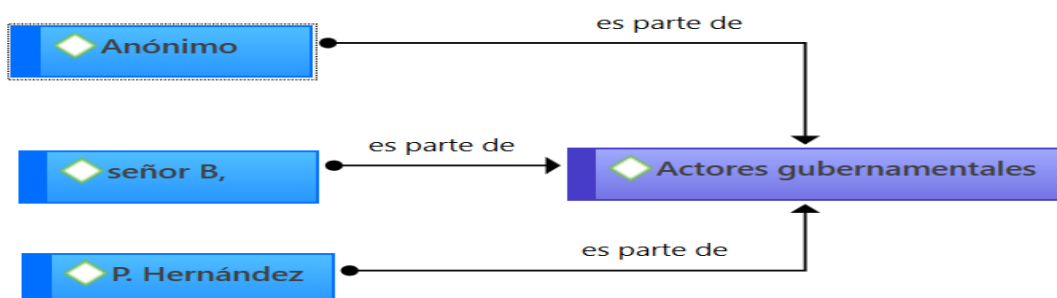 es parte de
Anónimo
es parte de
señor B,
Actores gubernamentales
es parte de
P. Hernández